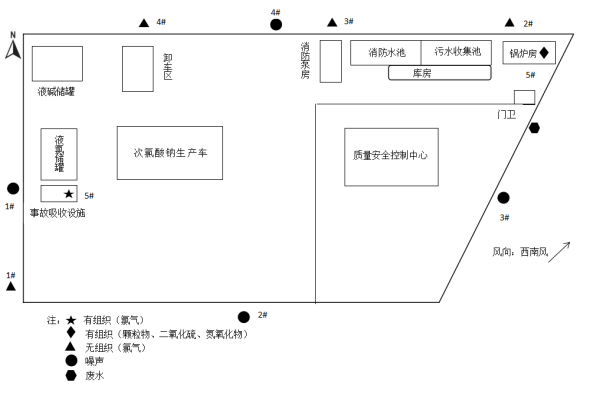 4#
4#
3#
2#
N
液碱储罐
卸车区
消防泵房
消防水池
污水收集池
库房
锅炉房
5#
门卫
液氯储罐
次氯酸钠生产车
质量安全控制中心
5#
事故吸收设施
1#
3#
风向：西南风
1#
2#
注：
有组织（氯气）
有组织（颗粒物、二氧化硫、氮氧化物）
无组织（氯气）
噪声
废水